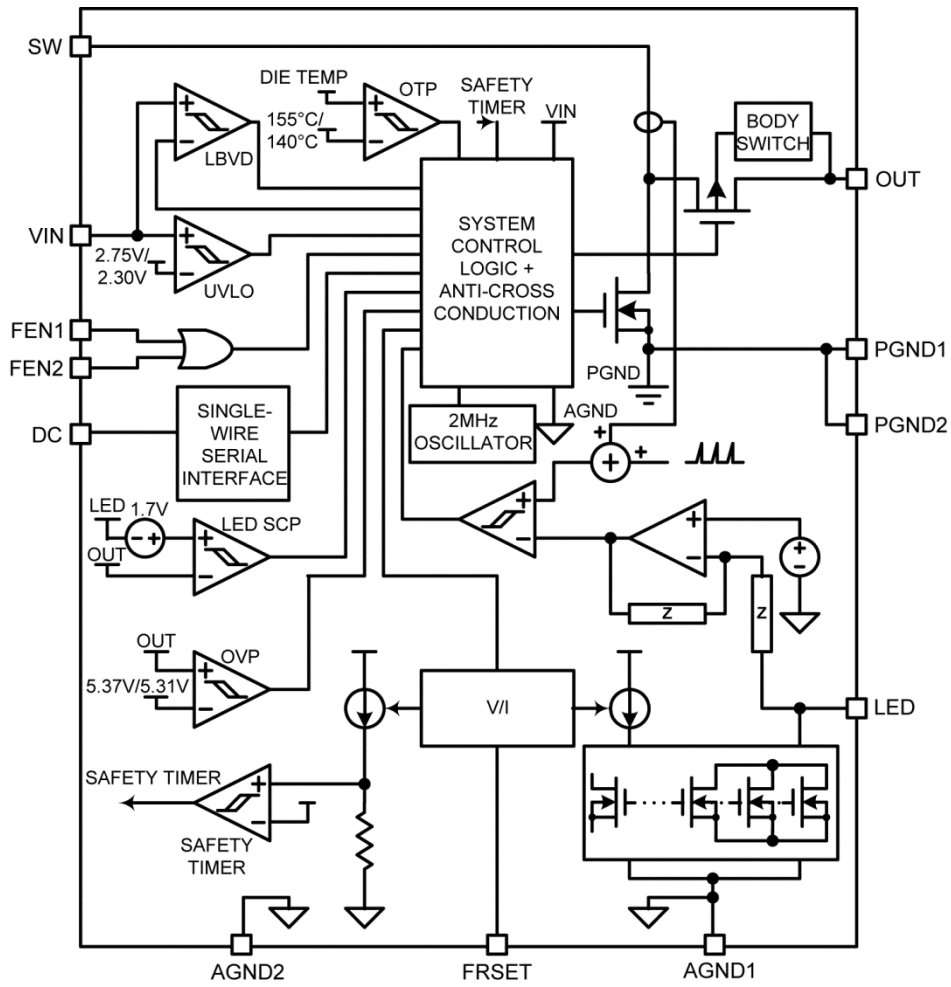 SW
DIE TEMP
OTP
SAFETY
TIMER
VIN
155°C/
140°C
LBVD
BODY
SWITCH
OUT
VIN
2.75V/
2.30V
UVLO
SYSTEM
CONTROL
LOGIC +
ANTI-CROSS
CONDUCTION
FEN1
FEN2
PGND
PGND1
PGND2
DC
SINGLE-
WIRE
SERIAL
INTERFACE
2MHz
OSCILLATOR
AGND
LED
1.7V
OUT
LED SCP
Z
Z
OUT
OVP
5.37V/5.31V
V/I
LED
SAFETY TIMER
SAFETY
TIMER
AGND2
FRSET
AGND1